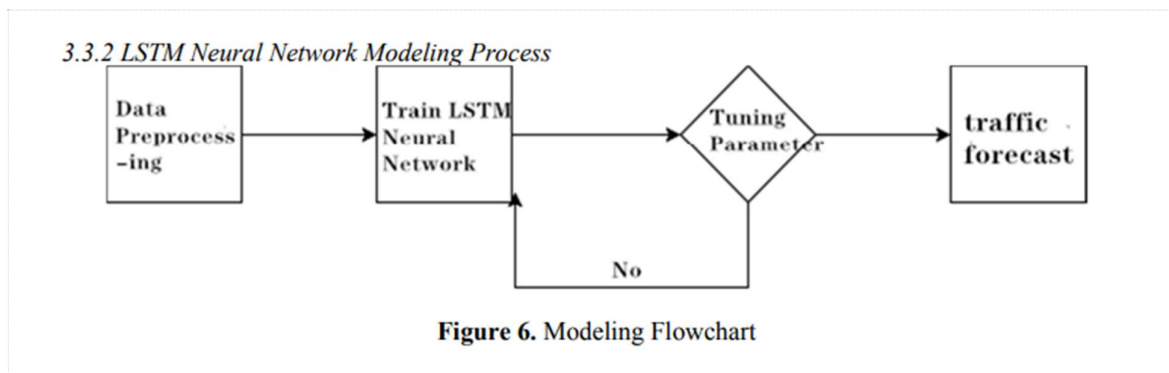 3.3.2 LSTM Neural Network Modeling Process
Data
Preprocess
-ing
Train LSTM
Neural
Network
Tuning
Parameter
traffic
forecast
No
Figure 6. Modeling Flowchart